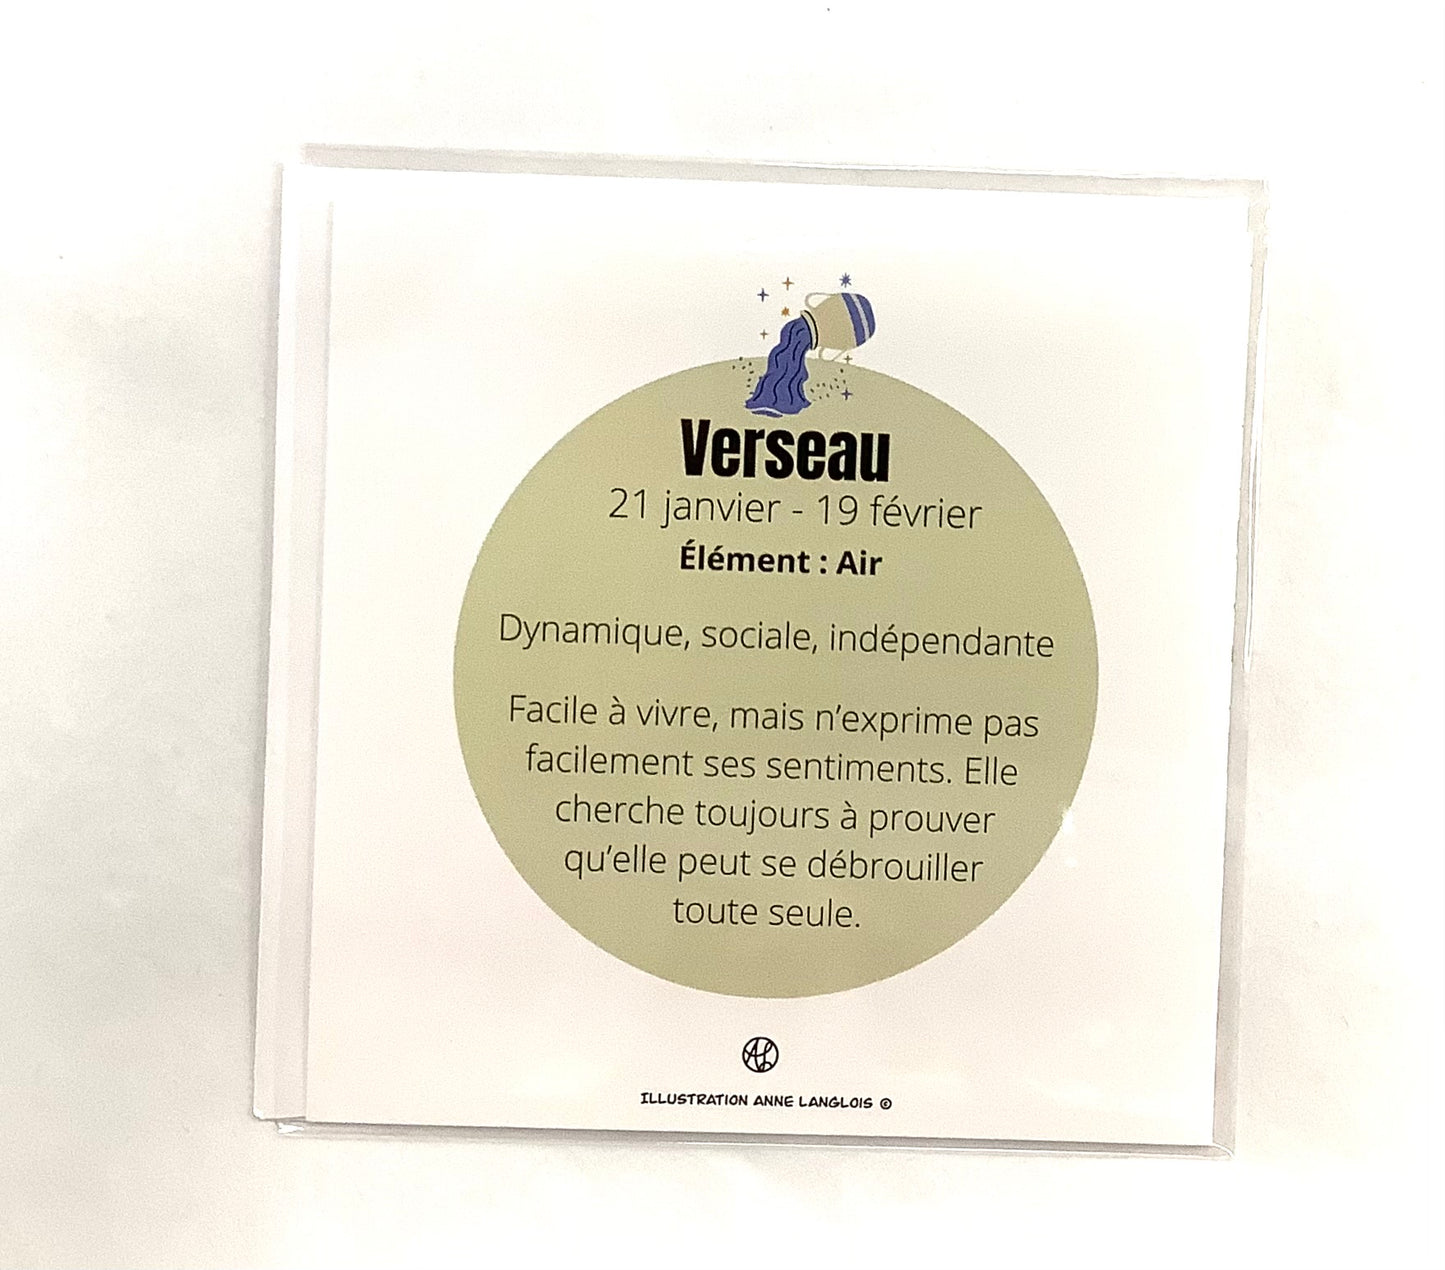 Verseau
21 janvier - 19 février
Élément : Air
Dynamique, sociale, indépendante
Facile à vivre, mais n'exprime pas
facilement ses sentiments. Elle
cherche toujours à prouver
qu'elle peut se débrouiller
toute seule.
AL
ILLUSTRATION ANNE LANGLOIS ©